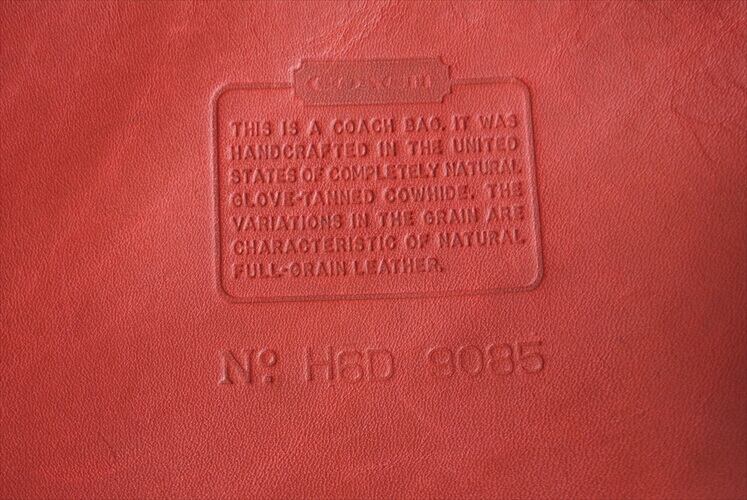 COACH
THIS IS A COACH BAG. IT WAS
HANDCRAFTED IN THE UNITED
STATES OF COMPLETELY NATURAL
GLOVE-TANNED COWHIDE. THE
VARIATIONS IN THE GRAIN ARE
CHARACTERISTIC OF NATURAL
FULL-GRAIN LEATHER.
Nº H6D 9085